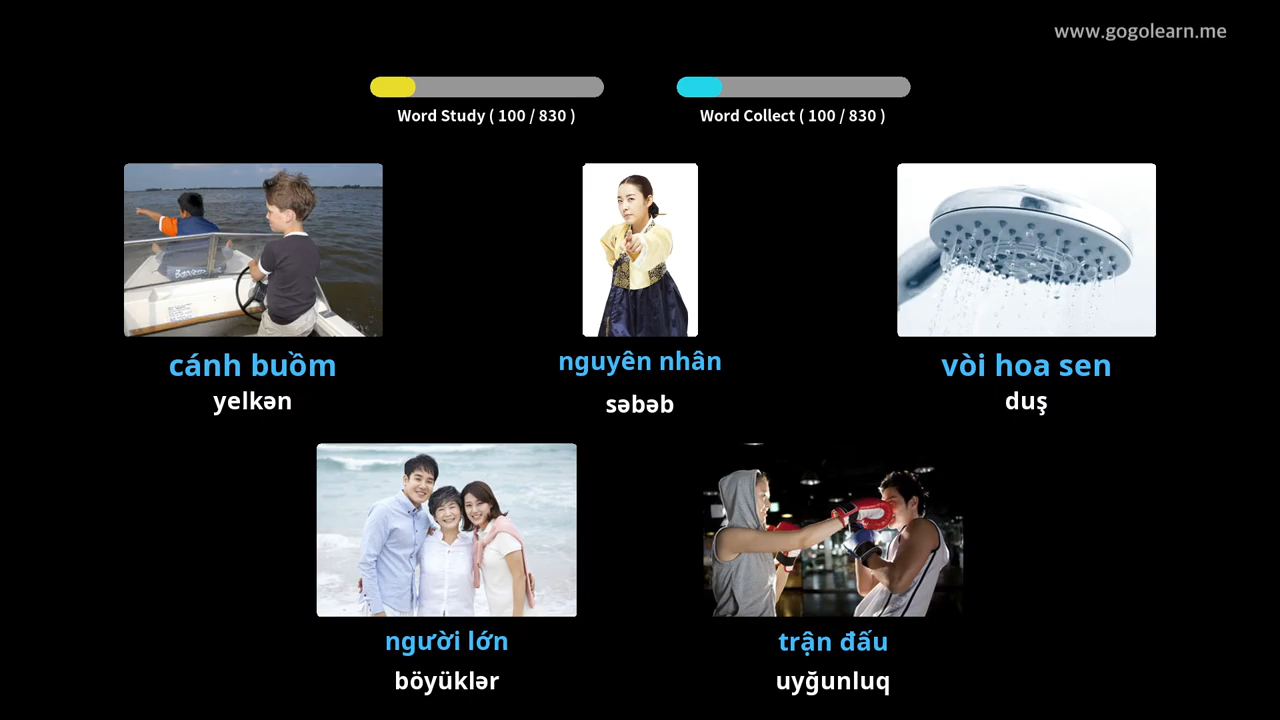 www.gogolearn.me
Word Study ( 100 / 830 )
Word Collect ( 100 / 830 )
cánh buồm
yelkən
nguyên nhân
səbəb
vòi hoa sen
duş
người lớn
böyüklər
trận đấu
uyğunluq